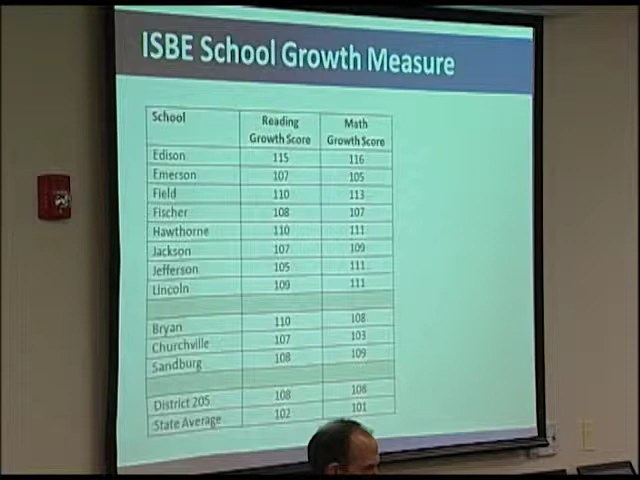 ISBE School Growth Measure
School Reading Growth Score Math Growth Score
Edison 115 116
Emerson 107 105
Field 110 113
Fischer 108 107
Hawthorne 110 111
Jackson 107 109
Jefferson 105 111
Lincoln 109 111
Bryan 110 108
Churchville 107 103
Sandburg 108 109
District 205 108 108
State Average 102 101